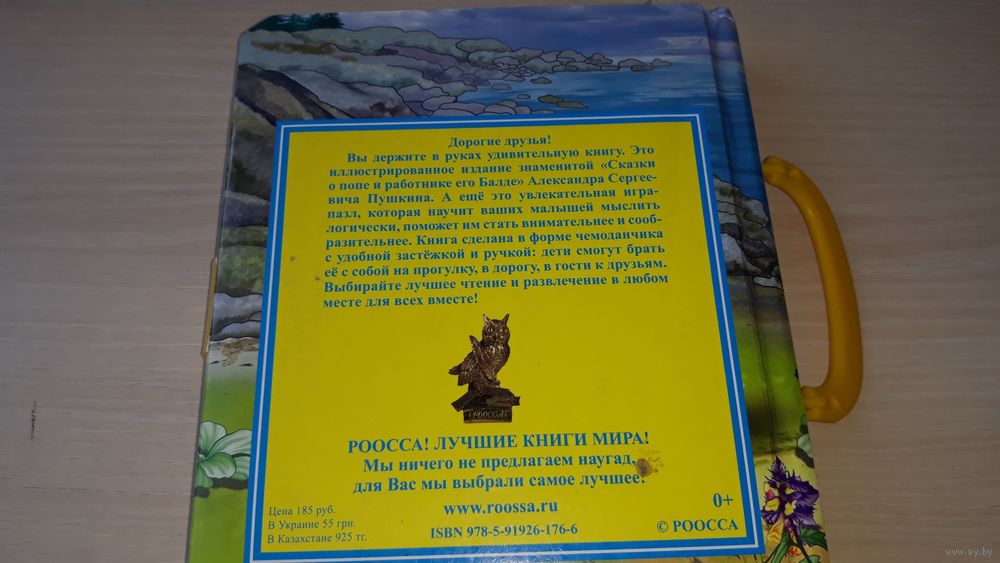 Дорогие друзья!
Вы держите в руках удивительную книгу. Это
иллюстрированное издание знаменитой «Сказки
о попе и работнике его Балде» Александра Сергее-
вича Пушкина. А ещё это увлекательная игра-
пазл, которая научит ваших малышей мыслить
логически, поможет им стать внимательнее и сооб-
разительнее. Книга сделана в форме чемоданчика
с удобной застёжкой и ручкой: дети смогут брать
её с собой на прогулку, в дорогу, в гости к друзьям.
Выбирайте лучшее чтение и развлечение в любом
месте для всех вместе!
РООССА
РООССА! ЛУЧШИЕ КНИГИ МИРА!
Мы ничего не предлагаем наугад,
для Вас мы выбрали самое лучшее!
www.roossa.ru
ISBN 978-5-91926-176-6
Цена 185 руб.
В Украине 55 грн.
В Казахстане 925 тг.
0+
© РООССА
www.ay.by